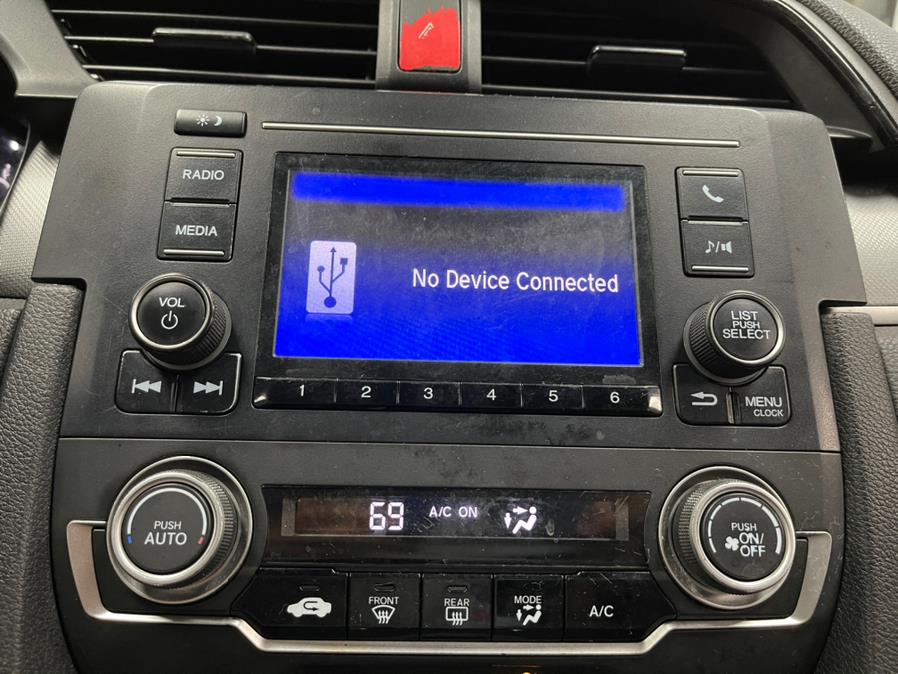 RADIO
MEDIA
VOL
No Device Connected
LIST
PUSH
SELECT
1 2 3 4 5 6
MENU
CLOCK
PUSH
AUTO
69 A/C ON
PUSH
ON/
OFF
FRONT
REAR
MODE
A/C